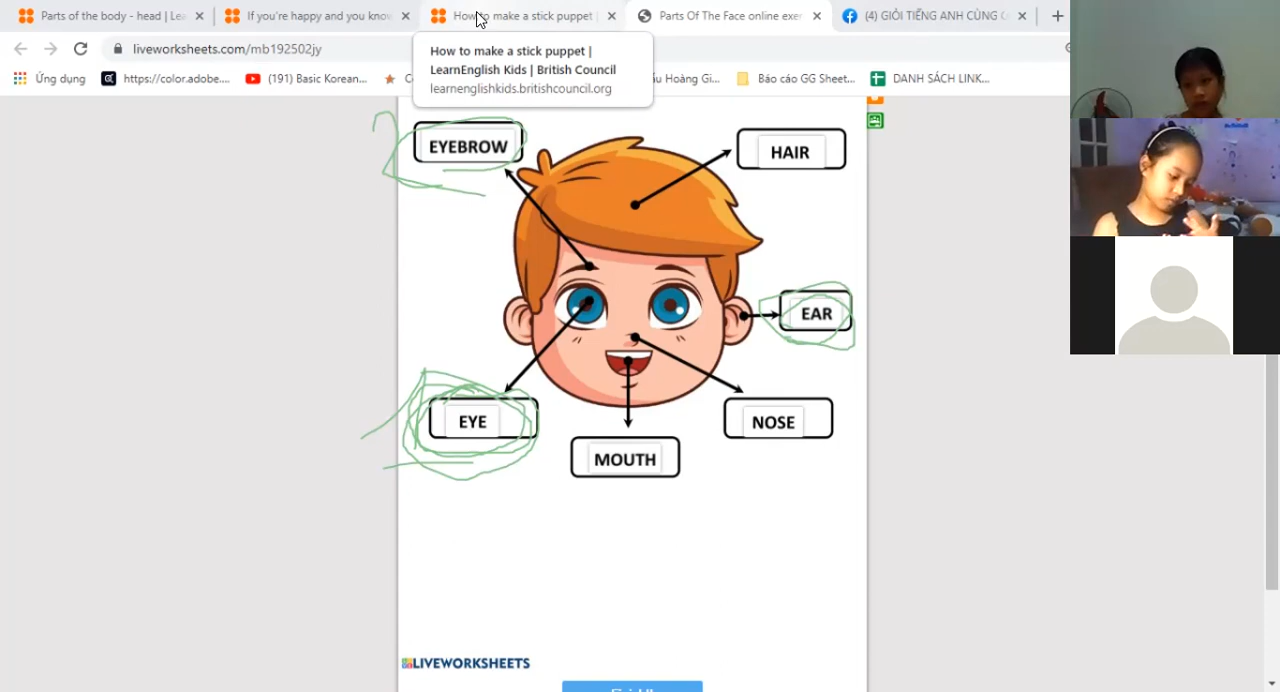 Parts of the body - head | Lea
If you're happy and you know
How to make a stick puppet |
Parts Of The Face online exer
(4) GIỎI TIẾNG ANH CÙNG
liveworksheets.com/mb192502jy
How to make a stick puppet |
LearnEnglish Kids | British Council
learnenglishkids.britishcouncil.org
Ứng dụng
https://color.adobe....
(191) Basic Korean...
Hoàng Gi...
Báo cáo GG Sheet...
DANH SÁCH LINK...
EYEBROW
HAIR
EAR
EYE
NOSE
MOUTH
LIVEWORKSHEETS